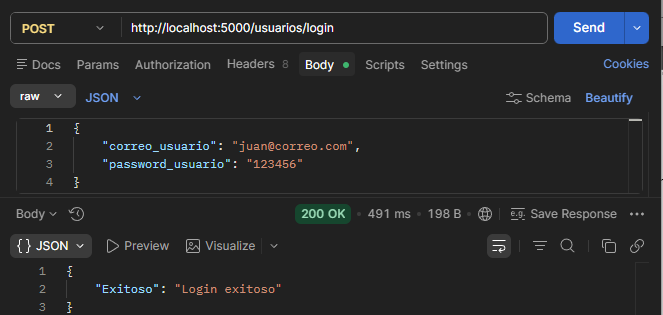 POST http://localhost:5000/usuarios/login Send
Docs Params Authorization Headers 8 Body Scripts Settings Cookies
raw JSON Schema Beautify
1 {
2 "correo_usuario": "juan@correo.com",
3 "password_usuario": "123456"
4 }
Body 200 OK • 491 ms • 198 B e.g. Save Response
{} JSON Preview Visualize
1 {
2 "Exitoso": "Login exitoso"
3 }